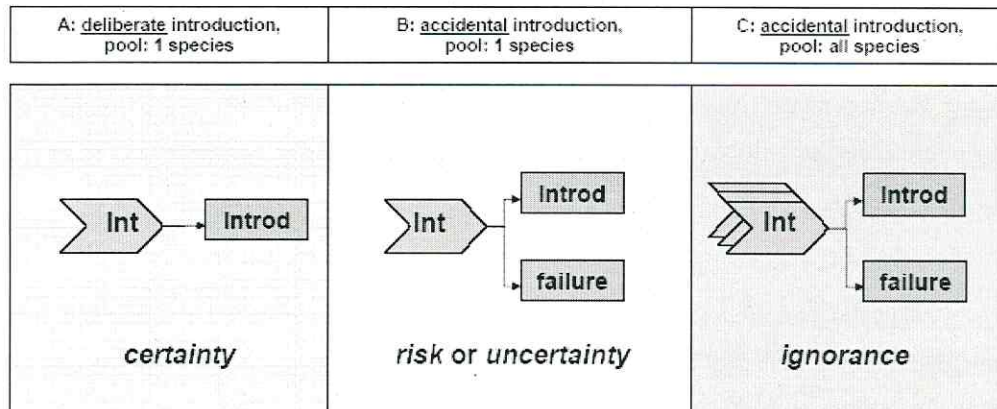 A: deliberate introduction,
pool: 1 species
B: accidental introduction,
pool: 1 species
C: accidental introduction,
pool: all species
Int
Introd
certainty
Int
Introd
failure
risk or uncertainty
Int
Introd
failure
ignorance